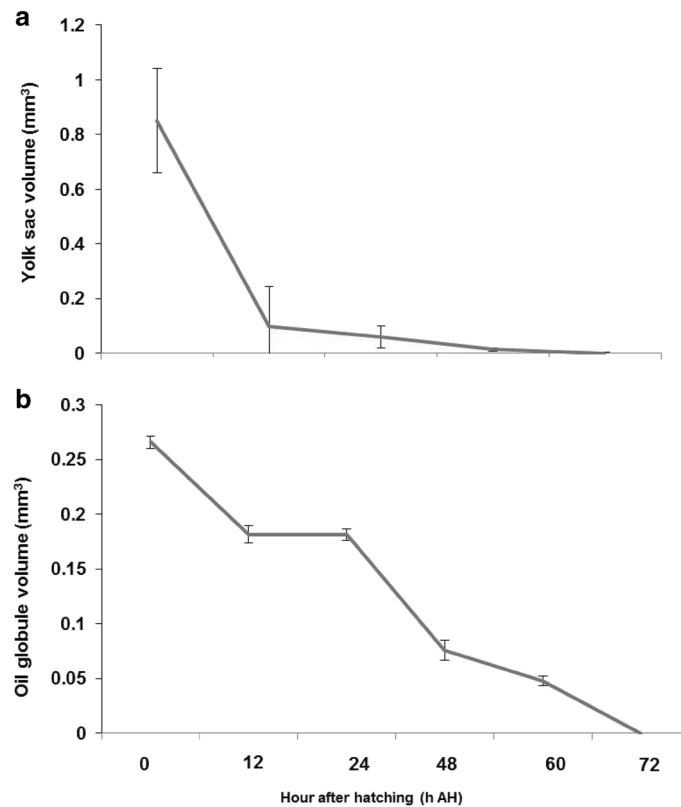 a
1.2
1
0.8
0.6
0.4
0.2
0
Yolk sac volume (mm³)
b
0.3
0.25
0.2
0.15
0.1
0.05
0
Oil globule volume (mm³)
0 12 24 48 60 72
Hour after hatching (h AH)